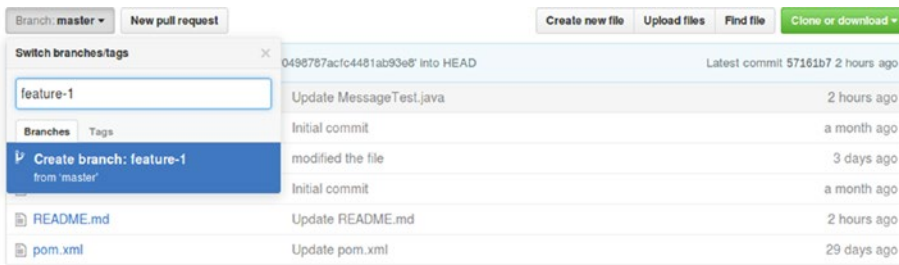 Branch: master
New pull request
Create new file
Upload files
Find file
Clone or download
Switch branches/tags
0498787acfc4481ab93e8' into HEAD
Latest commit 57161b7 2 hours ago
feature-1
Update MessageTest.java
2 hours ago
Branches
Tags
Initial commit
a month ago
Create branch: feature-1
from 'master'
modified the file
3 days ago
Initial commit
a month ago
README.md
Update README.md
2 hours ago
pom.xml
Update pom.xml
29 days ago